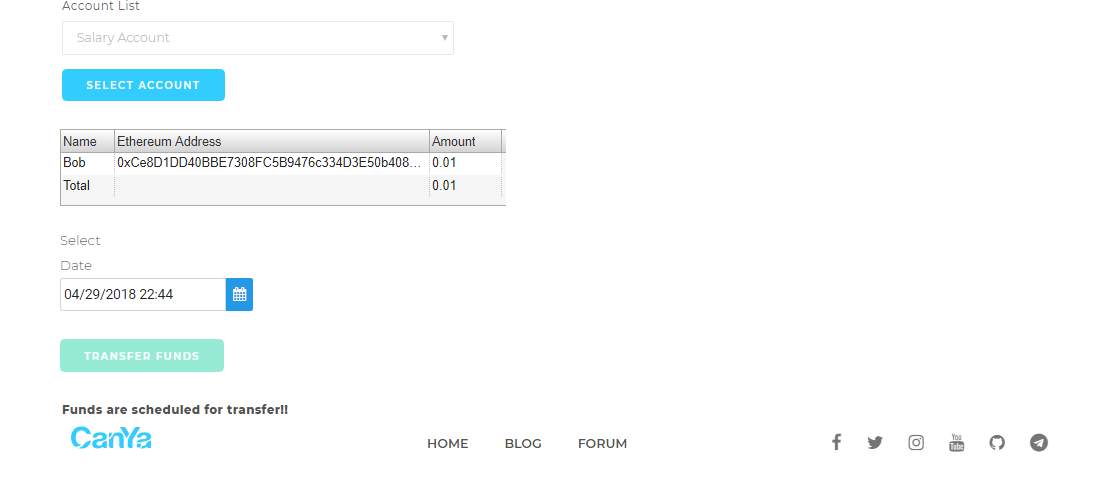 Account List
Salary Account
SELECT ACCOUNT
Name Ethereum Address Amount
Bob 0xCe8D1DD40BBE7308FC5B9476c334D3E50b408... 0.01
Total 0.01
Select
Date
04/29/2018 22:44
TRANSFER FUNDS
Funds are scheduled for transfer!!
CanYa HOME BLOG FORUM You Tube